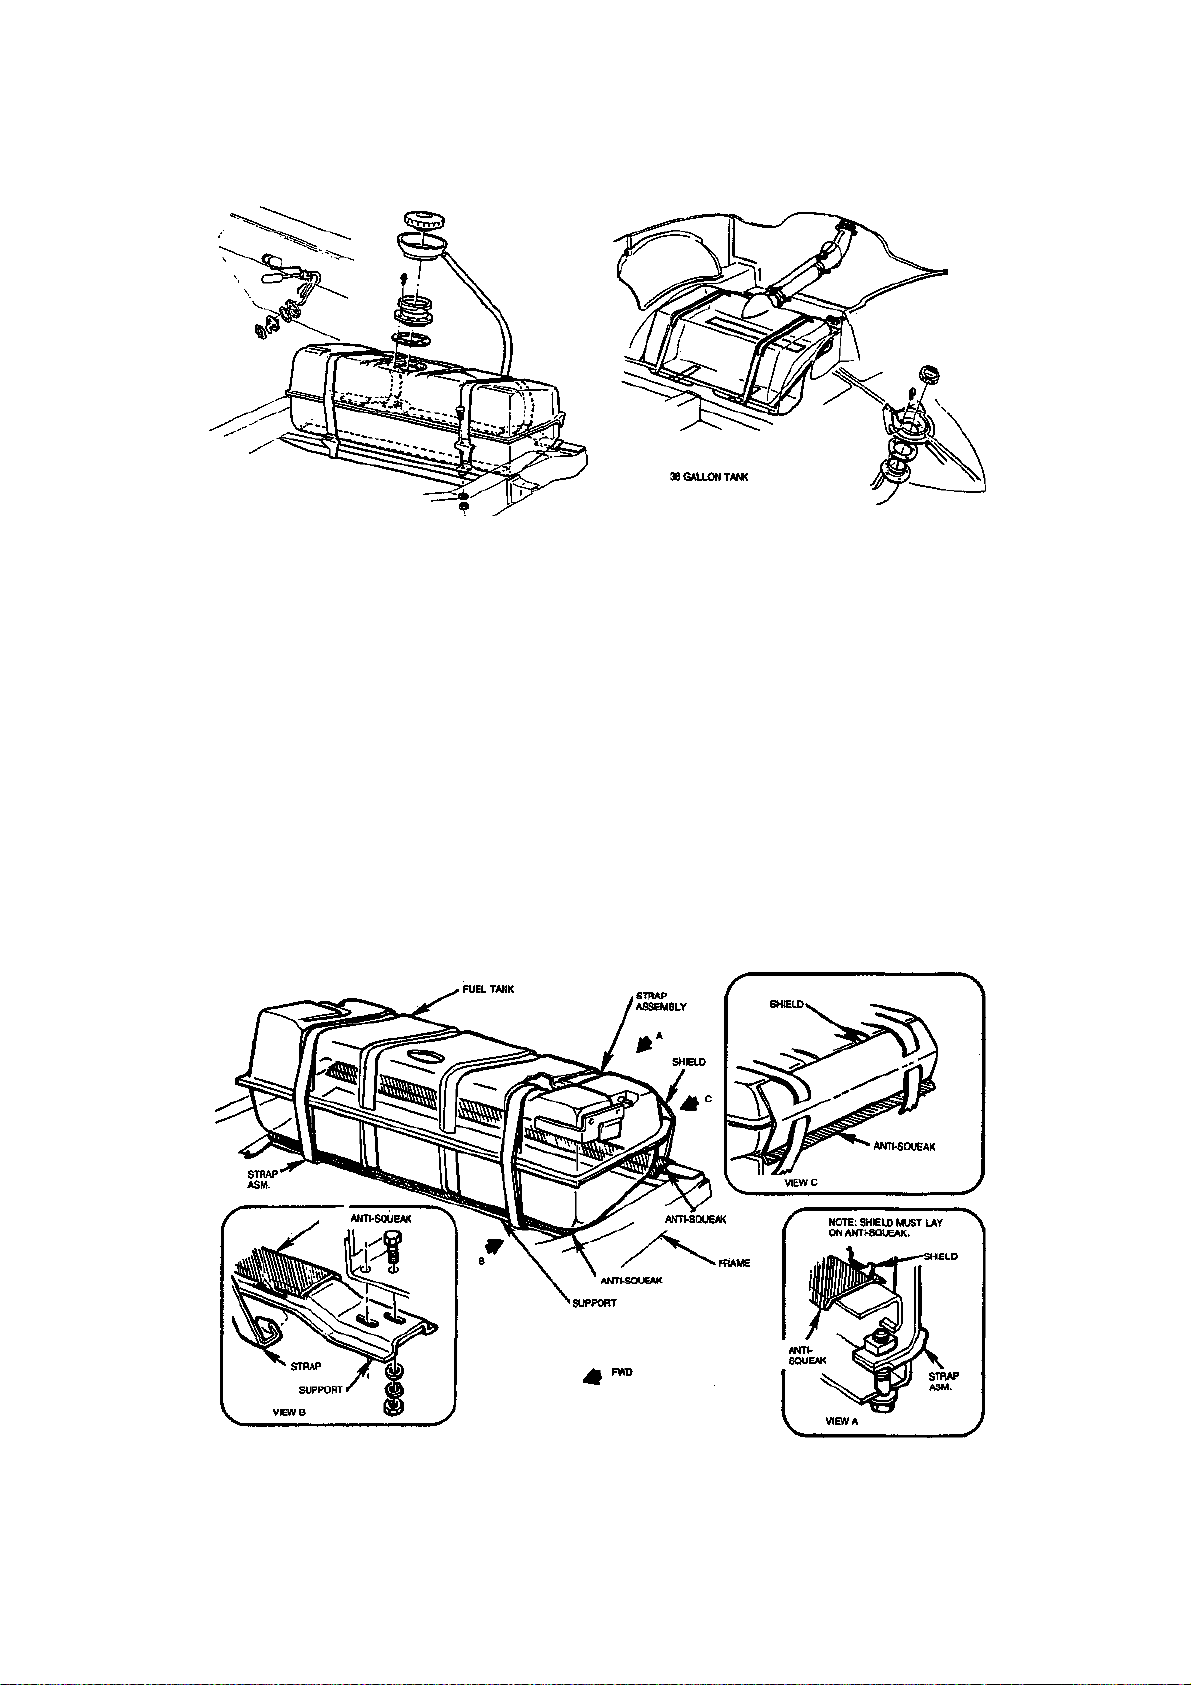 38 GALLON TANK
FUEL TANK
STRAP
ASSEMBLY
A
SHIELD
C
STRAP
ASM.
ANTI-SQUEAK
FRAME
B
ANTI-SQUEAK
SUPPORT
FWD
SHIELD
ANTI-SQUEAK
VIEW C
ANTI-SQUEAK
STRAP
SUPPORT
VIEW B
NOTE: SHIELD MUST LAY
ON ANTI-SQUEAK.
SHIELD
ANTI-
SQUEAK
STRAP
ASM.
VIEW A